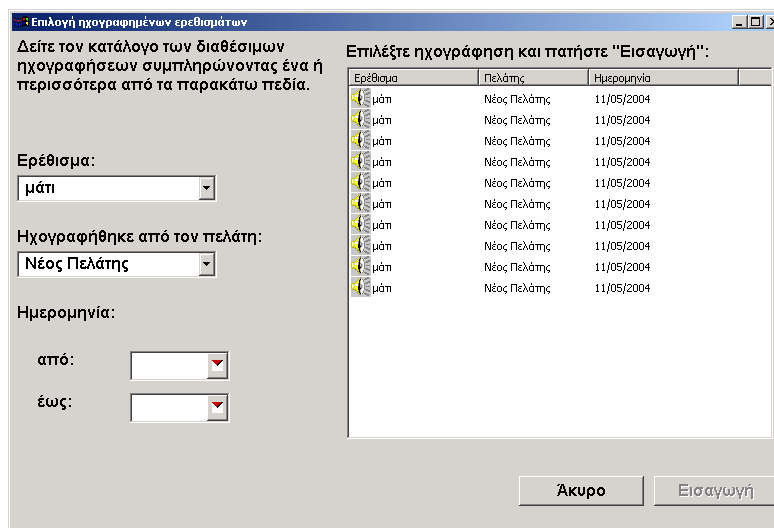 Επιλογή ηχογραφημένων ερεθισμάτων
Δείτε τον κατάλογο των διαθέσιμων
ηχογραφήσεων συμπληρώνοντας ένα ή
περισσότερα από τα παρακάτω πεδία.
Ερέθισμα:
μάτι
Ηχογραφήθηκε από τον πελάτη:
Νέος Πελάτης
Ημερομηνία:
από:
έως:
Επιλέξτε ηχογράφηση και πατήστε "Εισαγωγή":
Ερέθισμα Πελάτης Ημερομηνία
μάτι Νέος Πελάτης 11/05/2004
μάτι Νέος Πελάτης 11/05/2004
μάτι Νέος Πελάτης 11/05/2004
μάτι Νέος Πελάτης 11/05/2004
μάτι Νέος Πελάτης 11/05/2004
μάτι Νέος Πελάτης 11/05/2004
μάτι Νέος Πελάτης 11/05/2004
μάτι Νέος Πελάτης 11/05/2004
μάτι Νέος Πελάτης 11/05/2004
μάτι Νέος Πελάτης 11/05/2004
Άκυρο Εισαγωγή